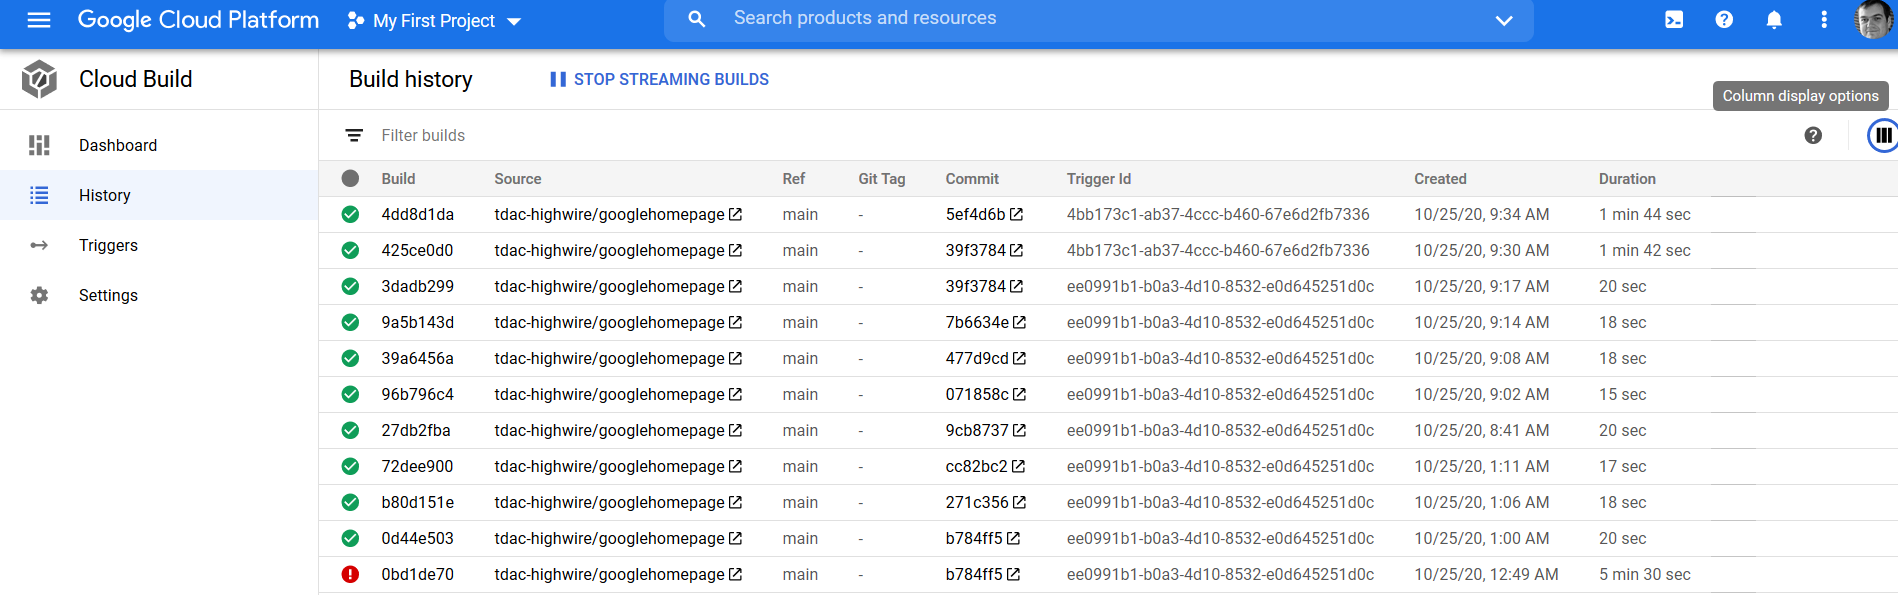 Google Cloud Platform My First Project Search products and resources
Cloud Build Build history STOP STREAMING BUILDS
Column display options
Filter builds
Dashboard
History
Triggers
Settings
Build Source Ref Git Tag Commit Trigger Id Created Duration
4dd8d1da tdac-highwire/googlehomepage main - 5ef4d6b 4bb173c1-ab37-4ccc-b460-67e6d2fb7336 10/25/20, 9:34 AM 1 min 44 sec
425ce0d0 tdac-highwire/googlehomepage main - 39f3784 4bb173c1-ab37-4ccc-b460-67e6d2fb7336 10/25/20, 9:30 AM 1 min 42 sec
3dadb299 tdac-highwire/googlehomepage main - 39f3784 ee0991b1-b0a3-4d10-8532-e0d645251d0c 10/25/20, 9:17 AM 20 sec
9a5b143d tdac-highwire/googlehomepage main - 7b6634e ee0991b1-b0a3-4d10-8532-e0d645251d0c 10/25/20, 9:14 AM 18 sec
39a6456a tdac-highwire/googlehomepage main - 477d9cd ee0991b1-b0a3-4d10-8532-e0d645251d0c 10/25/20, 9:08 AM 18 sec
96b796c4 tdac-highwire/googlehomepage main - 071858c ee0991b1-b0a3-4d10-8532-e0d645251d0c 10/25/20, 9:02 AM 15 sec
27db2fba tdac-highwire/googlehomepage main - 9cb8737 ee0991b1-b0a3-4d10-8532-e0d645251d0c 10/25/20, 8:41 AM 20 sec
72dee900 tdac-highwire/googlehomepage main - cc82bc2 ee0991b1-b0a3-4d10-8532-e0d645251d0c 10/25/20, 1:11 AM 17 sec
b80d151e tdac-highwire/googlehomepage main - 271c356 ee0991b1-b0a3-4d10-8532-e0d645251d0c 10/25/20, 1:06 AM 18 sec
0d44e503 tdac-highwire/googlehomepage main - b784ff5 ee0991b1-b0a3-4d10-8532-e0d645251d0c 10/25/20, 1:00 AM 20 sec
0bd1de70 tdac-highwire/googlehomepage main - b784ff5 ee0991b1-b0a3-4d10-8532-e0d645251d0c 10/25/20, 12:49 AM 5 min 30 sec